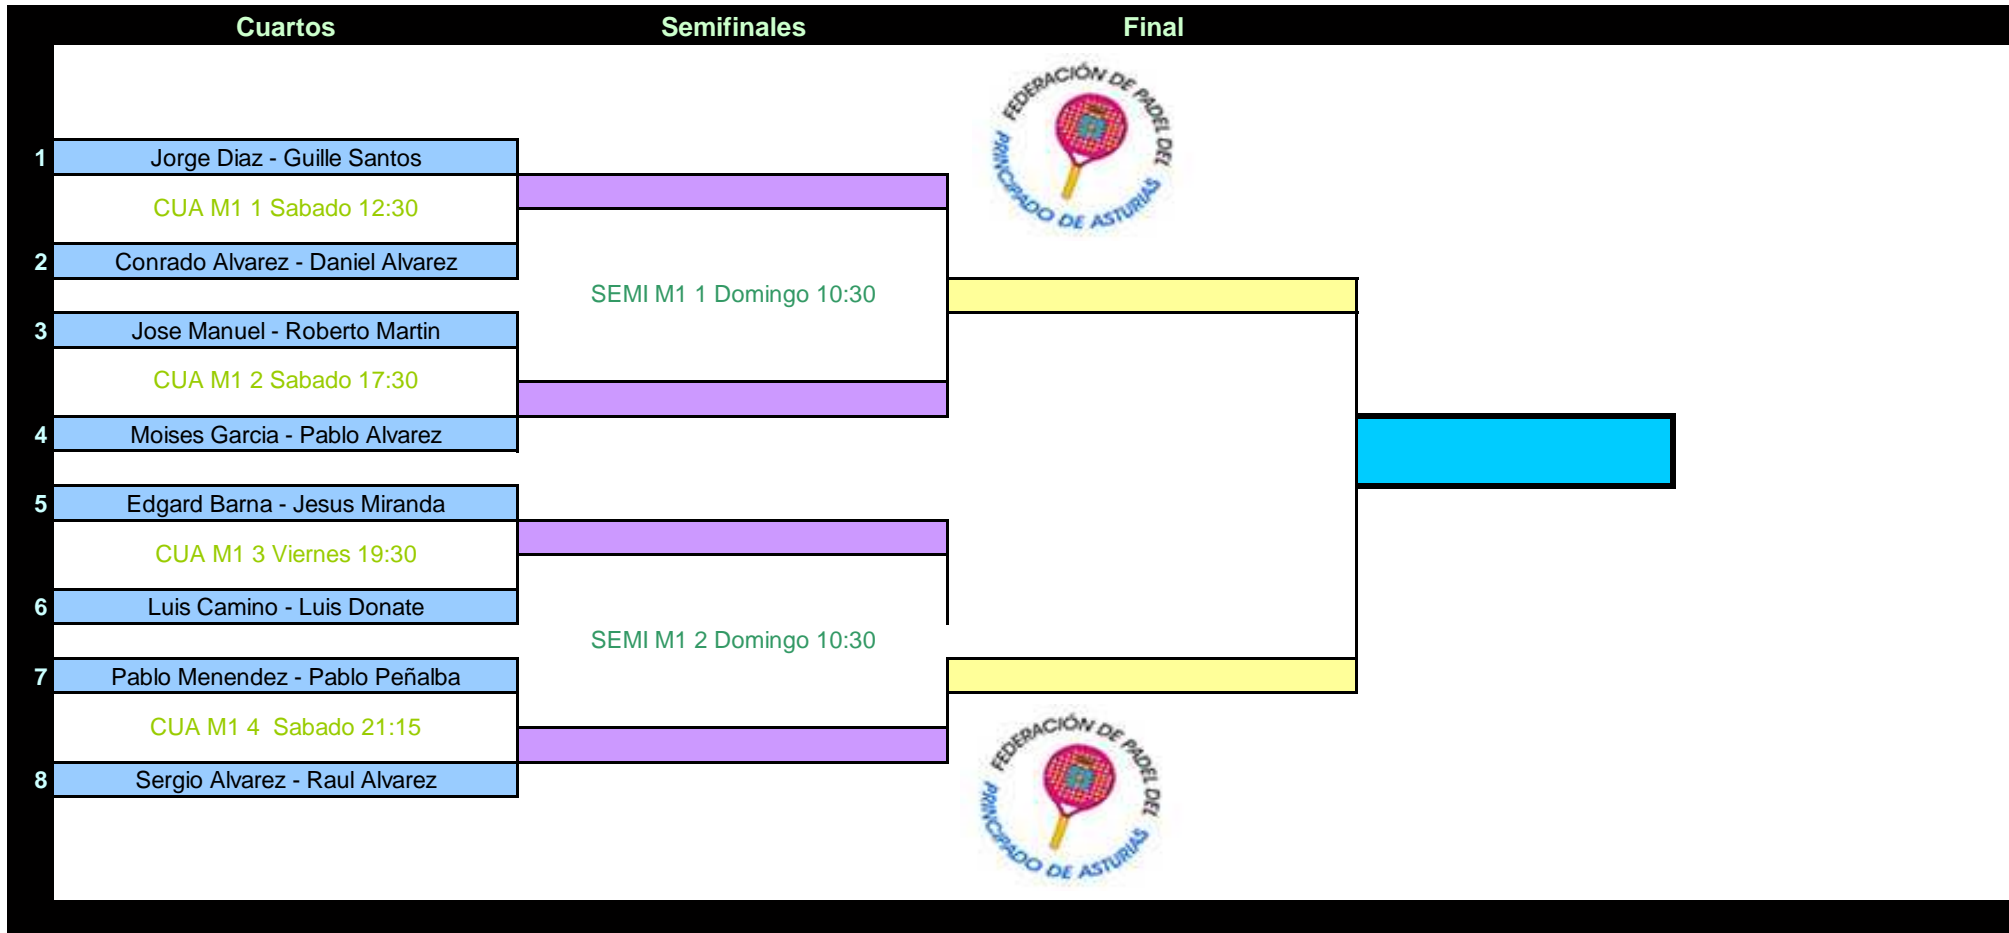 Cuartos Semifinales Final
FEDERACIÓN DE PADEL DEL
PRINCIPADO DE ASTURIAS
1 Jorge Diaz - Guille Santos
CUA M1 1 Sabado 12:30
2 Conrado Alvarez - Daniel Alvarez
SEMI M1 1 Domingo 10:30
3 Jose Manuel - Roberto Martin
CUA M1 2 Sabado 17:30
4 Moises Garcia - Pablo Alvarez
5 Edgard Barna - Jesus Miranda
CUA M1 3 Viernes 19:30
6 Luis Camino - Luis Donate
SEMI M1 2 Domingo 10:30
7 Pablo Menendez - Pablo Peñalba
CUA M1 4  Sabado 21:15
8 Sergio Alvarez - Raul Alvarez
FEDERACIÓN DE PADEL DEL
PRINCIPADO DE ASTURIAS